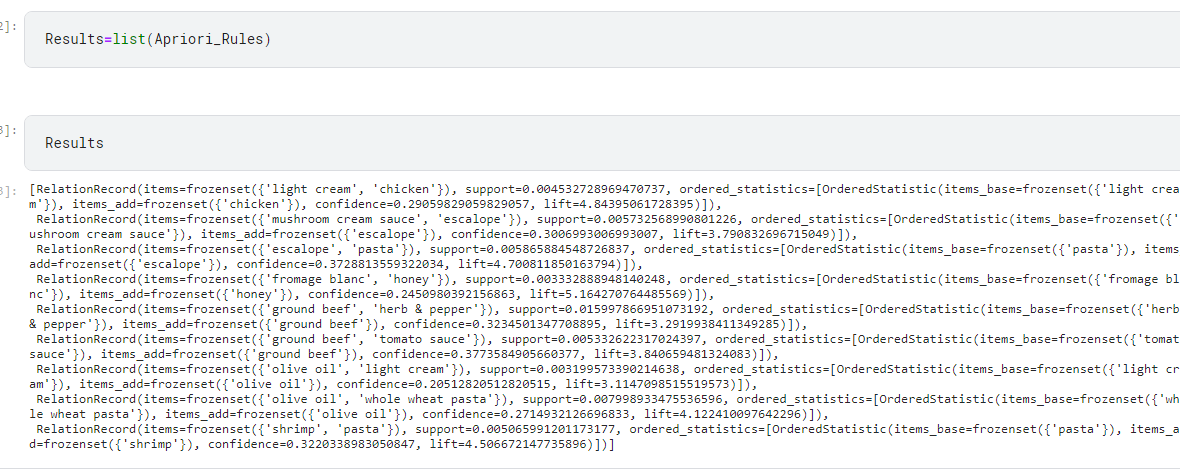 2]:
Results=list(Apriori_Rules)
3]:
Results
3]:
[RelationRecord(items=frozenset({'light cream', 'chicken'}), support=0.004532728969470737, ordered_statistics=[OrderedStatistic(items_base=frozenset({'light crea
m'}), items_add=frozenset({'chicken'}), confidence=0.29059829059829057, lift=4.84395061728395)]),
RelationRecord(items=frozenset({'mushroom cream sauce', 'escalope'}), support=0.005732568990801226, ordered_statistics=[OrderedStatistic(items_base=frozenset({'
ushroom cream sauce'}), items_add=frozenset({'escalope'}), confidence=0.3006993006993007, lift=3.790832696715049)]),
RelationRecord(items=frozenset({'escalope', 'pasta'}), support=0.005865884548726837, ordered_statistics=[OrderedStatistic(items_base=frozenset({'pasta'}), items
add=frozenset({'escalope'}), confidence=0.3728813559322034, lift=4.700811850163794)]),
RelationRecord(items=frozenset({'fromage blanc', 'honey'}), support=0.003332888948140248, ordered_statistics=[OrderedStatistic(items_base=frozenset({'fromage bl
nc'}), items_add=frozenset({'honey'}), confidence=0.2450980392156863, lift=5.164270764485569)]),
RelationRecord(items=frozenset({'ground beef', 'herb & pepper'}), support=0.015997866951073192, ordered_statistics=[OrderedStatistic(items_base=frozenset({'herb
& pepper'}), items_add=frozenset({'ground beef'}), confidence=0.3234501347708895, lift=3.2919938411349285)]),
RelationRecord(items=frozenset({'ground beef', 'tomato sauce'}), support=0.005332622317024397, ordered_statistics=[OrderedStatistic(items_base=frozenset({'tomat
sauce'}), items_add=frozenset({'ground beef'}), confidence=0.3773584905660377, lift=3.840659481324083)]),
RelationRecord(items=frozenset({'olive oil', 'light cream'}), support=0.003199573390214638, ordered_statistics=[OrderedStatistic(items_base=frozenset({'light cr
am'}), items_add=frozenset({'olive oil'}), confidence=0.20512820512820515, lift=3.1147098515519573)]),
RelationRecord(items=frozenset({'olive oil', 'whole wheat pasta'}), support=0.007998933475536596, ordered_statistics=[OrderedStatistic(items_base=frozenset({'wh
le wheat pasta'}), items_add=frozenset({'olive oil'}), confidence=0.2714932126696833, lift=4.122410097642296)]),
RelationRecord(items=frozenset({'shrimp', 'pasta'}), support=0.005065991201173177, ordered_statistics=[OrderedStatistic(items_base=frozenset({'pasta'}), items_a
d=frozenset({'shrimp'}), confidence=0.3220338983050847, lift=4.506672147735896)])]